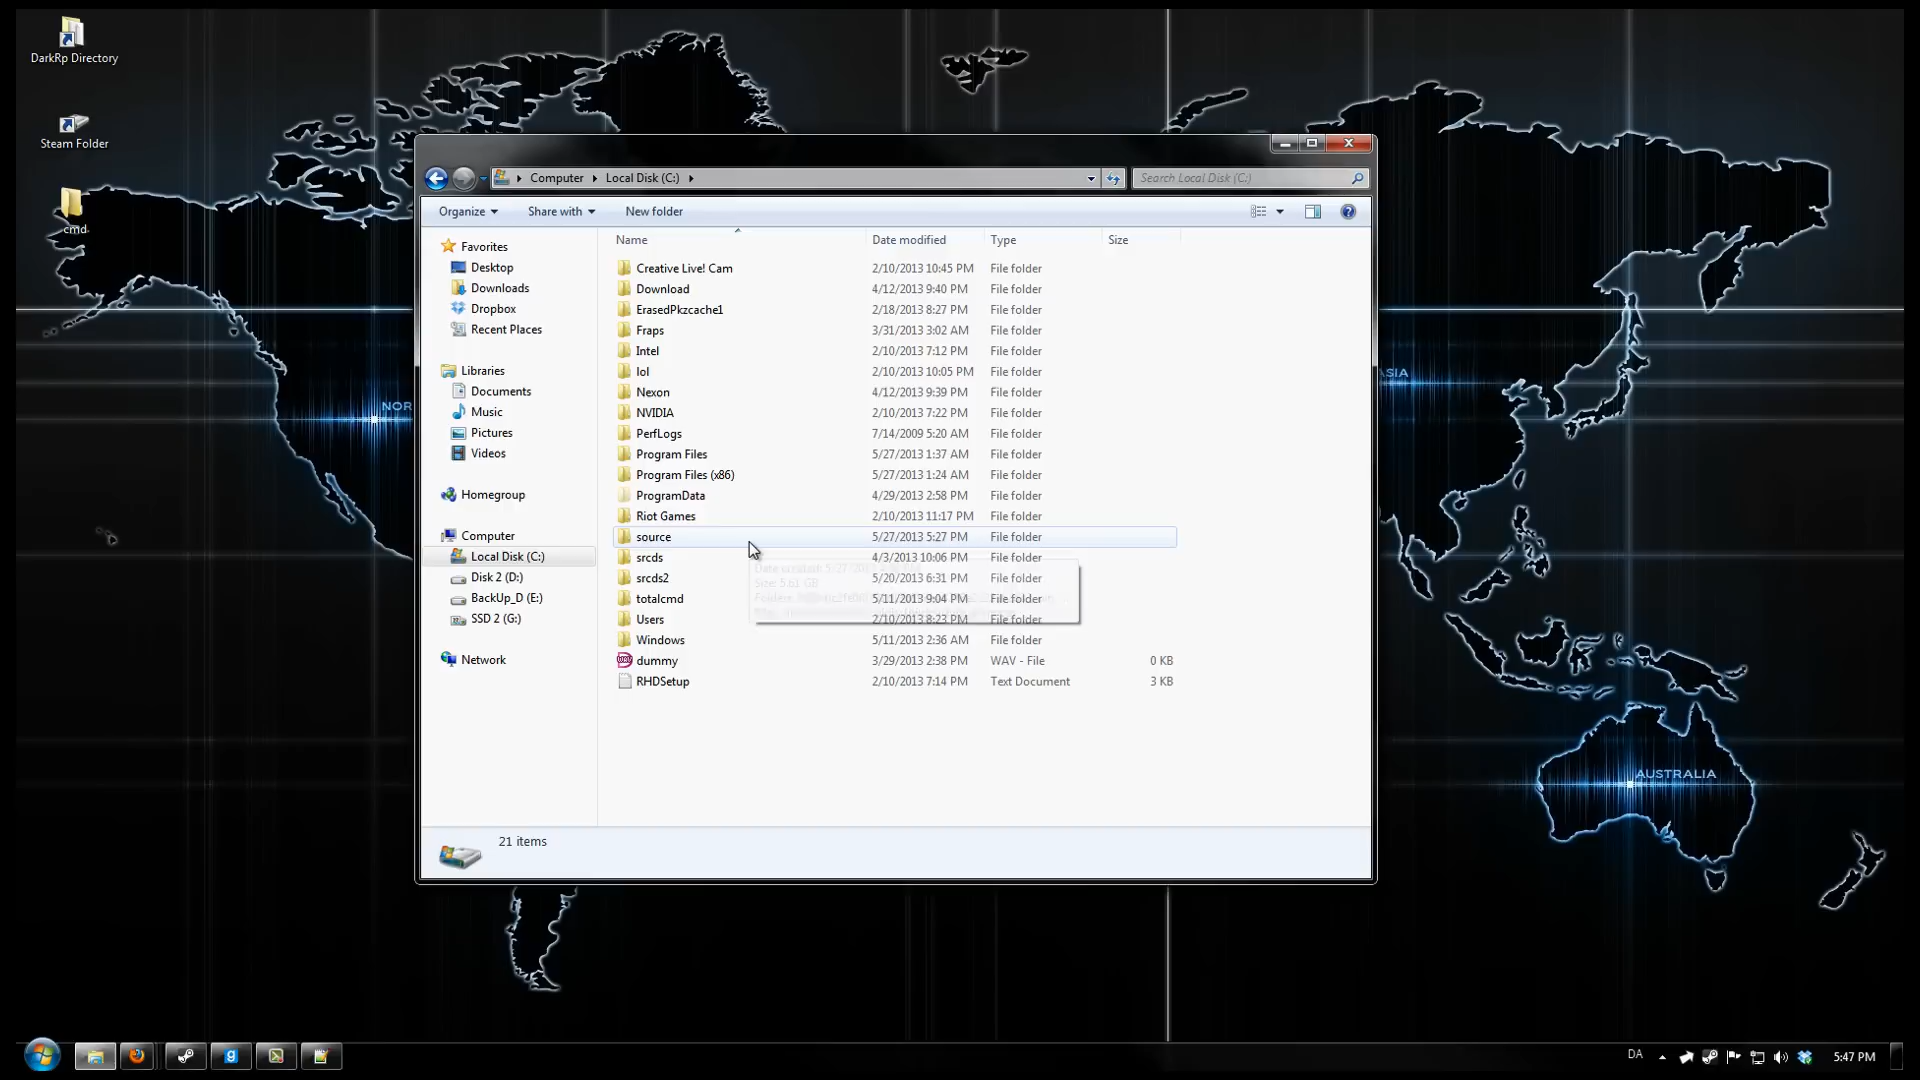 DarkRp Directory
Steam Folder
cmd
NOR
ASIA
AUSTRALIA
Computer Local Disk (C:)
Search Local Disk (C:)
Organize Share with New folder
Name Date modified Type Size
Favorites
Desktop
Downloads
Dropbox
Recent Places
Libraries
Documents
Music
Pictures
Videos
Homegroup
Computer
Local Disk (C:)
Disk 2 (D:)
BackUp_D (E:)
SSD 2 (G:)
Network
Creative Live! Cam 2/10/2013 10:45 PM File folder
Download 4/12/2013 9:40 PM File folder
ErasedPkzcache1 2/18/2013 8:27 PM File folder
Fraps 3/31/2013 3:02 AM File folder
Intel 2/10/2013 7:12 PM File folder
lol 2/10/2013 10:05 PM File folder
Nexon 4/12/2013 9:39 PM File folder
NVIDIA 2/10/2013 7:22 PM File folder
PerfLogs 7/14/2009 5:20 AM File folder
Program Files 5/27/2013 1:37 AM File folder
Program Files (x86) 5/27/2013 1:24 AM File folder
ProgramData 4/29/2013 2:58 PM File folder
Riot Games 2/10/2013 11:17 PM File folder
source 5/27/2013 5:27 PM File folder
srcds 4/3/2013 10:06 PM File folder
srcds2 5/20/2013 6:31 PM File folder
totalcmd 5/11/2013 9:04 PM File folder
Users 2/10/2013 8:23 PM File folder
Windows 5/11/2013 2:36 AM File folder
dummy 3/29/2013 2:38 PM WAV - File 0 KB
RHDSetup 2/10/2013 7:14 PM Text Document 3 KB
21 items
DA 5:47 PM